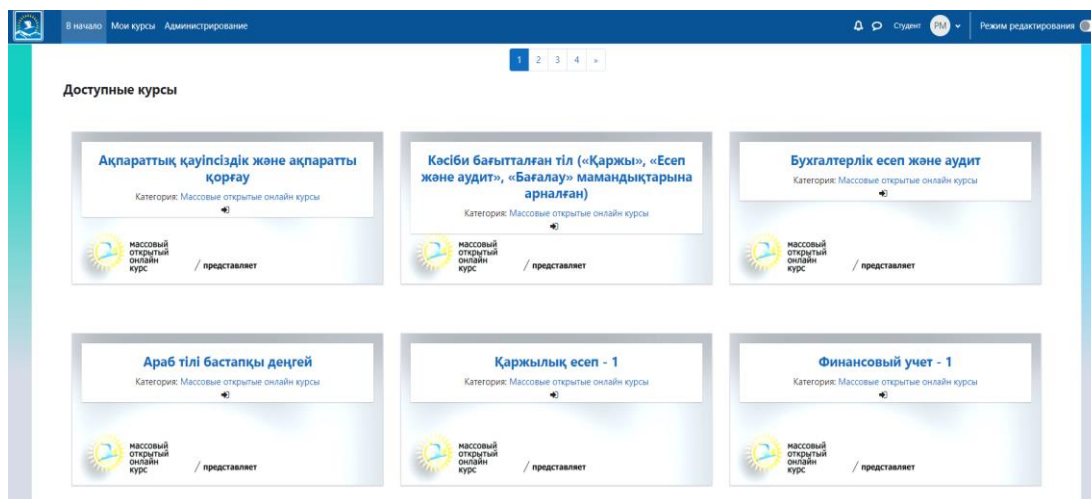 В начало Мои курсы Администрирование Студент РМ Режим редактирования
1 2 3 4 »
Доступные курсы
Ақпараттық қауіпсіздік және ақпаратты
қорғау
Категория: Массовые открытые онлайн курсы
массовый
открытый
онлайн
курс / представляет
Кәсіби бағытталған тіл («Қаржы», «Есеп
және аудит», «Бағалау» мамандықтарына
арналған)
Категория: Массовые открытые онлайн курсы
массовый
открытый
онлайн
курс / представляет
Бухгалтерлік есеп және аудит
Категория: Массовые открытые онлайн курсы
массовый
открытый
онлайн
курс / представляет
Араб тілі бастапқы деңгей
Категория: Массовые открытые онлайн курсы
массовый
открытый
онлайн
курс / представляет
Қаржылық есеп - 1
Категория: Массовые открытые онлайн курсы
массовый
открытый
онлайн
курс / представляет
Финансовый учет - 1
Категория: Массовые открытые онлайн курсы
массовый
открытый
онлайн
курс / представляет